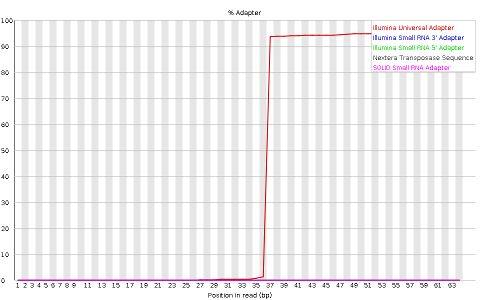 % Adapter
Illumina Universal Adapter
Illumina Small RNA 3' Adapter
Illumina Small RNA 5' Adapter
Nextera Transposase Sequence
SOLID Small RNA Adapter
100
90
80
70
60
50
40
30
20
10
0
1 2 3 4 5 6 7 8 9 11 13 15 17 19 21 23 25 27 29 31 33 35 37 39 41 43 45 47 49 51 53 55 57 59 61 63
Position in read (bp)